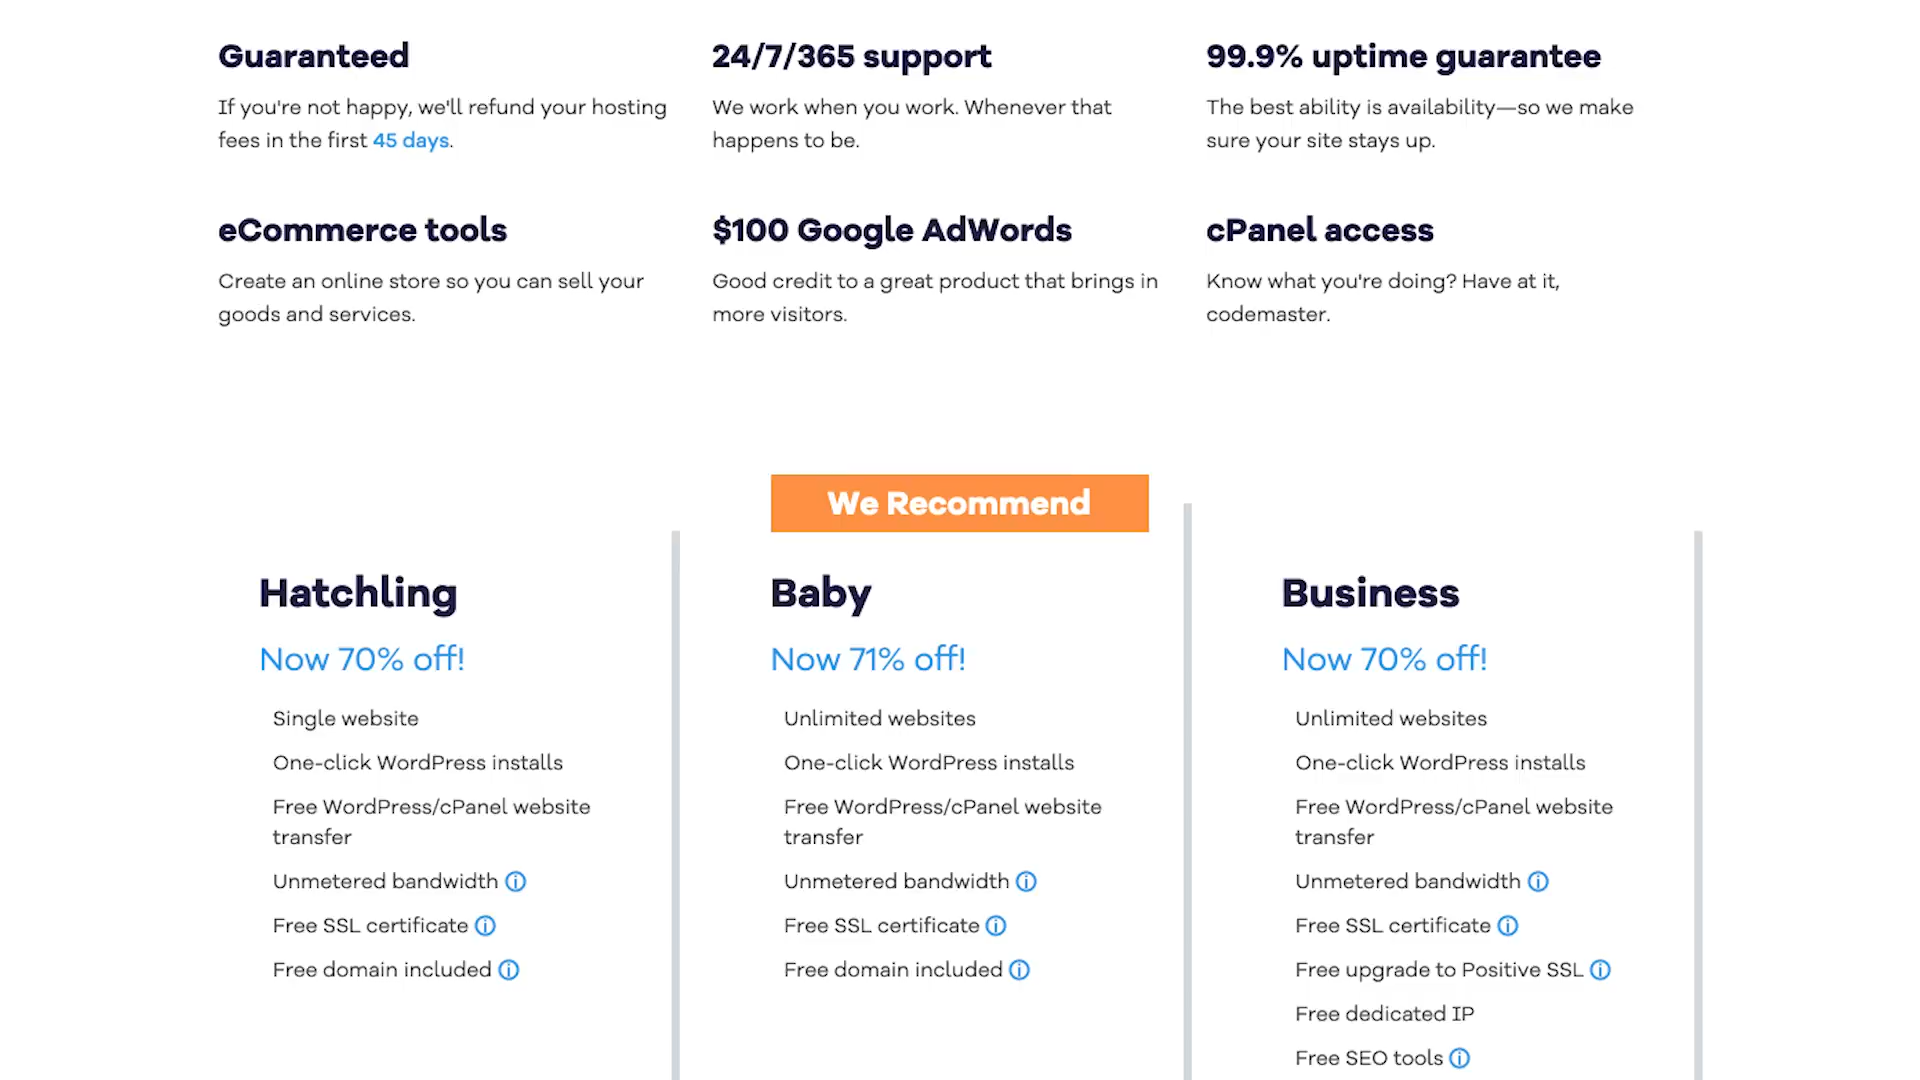 Guaranteed
If you're not happy, we'll refund your hosting
fees in the first 45 days.
24/7/365 support
We work when you work. Whenever that
happens to be.
99.9% uptime guarantee
The best ability is availability—so we make
sure your site stays up.
eCommerce tools
Create an online store so you can sell your
goods and services.
$100 Google AdWords
Good credit to a great product that brings in
more visitors.
cPanel access
Know what you're doing? Have at it,
codemaster.
Hatchling
Now 70% off!
Single website
One-click WordPress installs
Free WordPress/cPanel website
transfer
Unmetered bandwidth
Free SSL certificate
Free domain included
We Recommend
Baby
Now 71% off!
Unlimited websites
One-click WordPress installs
Free WordPress/cPanel website
transfer
Unmetered bandwidth
Free SSL certificate
Free domain included
Business
Now 70% off!
Unlimited websites
One-click WordPress installs
Free WordPress/cPanel website
transfer
Unmetered bandwidth
Free SSL certificate
Free upgrade to Positive SSL
Free dedicated IP
Free SEO tools